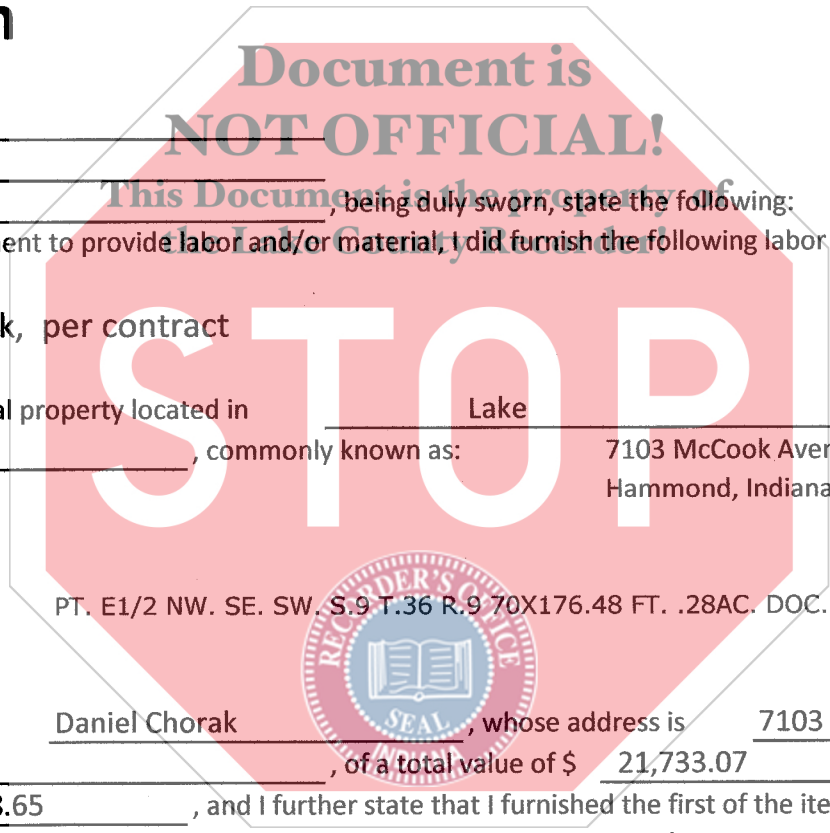 Document is
NOT OFFICIAL!
This Document is the property of
the Lake County Recorder!
, being duly sworn, state the following:
ent to provide labor and/or material, I did furnish the following labor
k, per contract
STOP
al property located in Lake
, commonly known as: 7103 McCook Aven
Hammond, Indiana
RECORDER'S OFFICE
PT. E1/2 NW. SE. SW. S.9 T.36 R.9 70X176.48 FT. .28AC. DOC.
SEAL
INDIANA
Daniel Chorak , whose address is 7103
, of a total value of $ 21,733.07
.65 , and I further state that I furnished the first of the ite